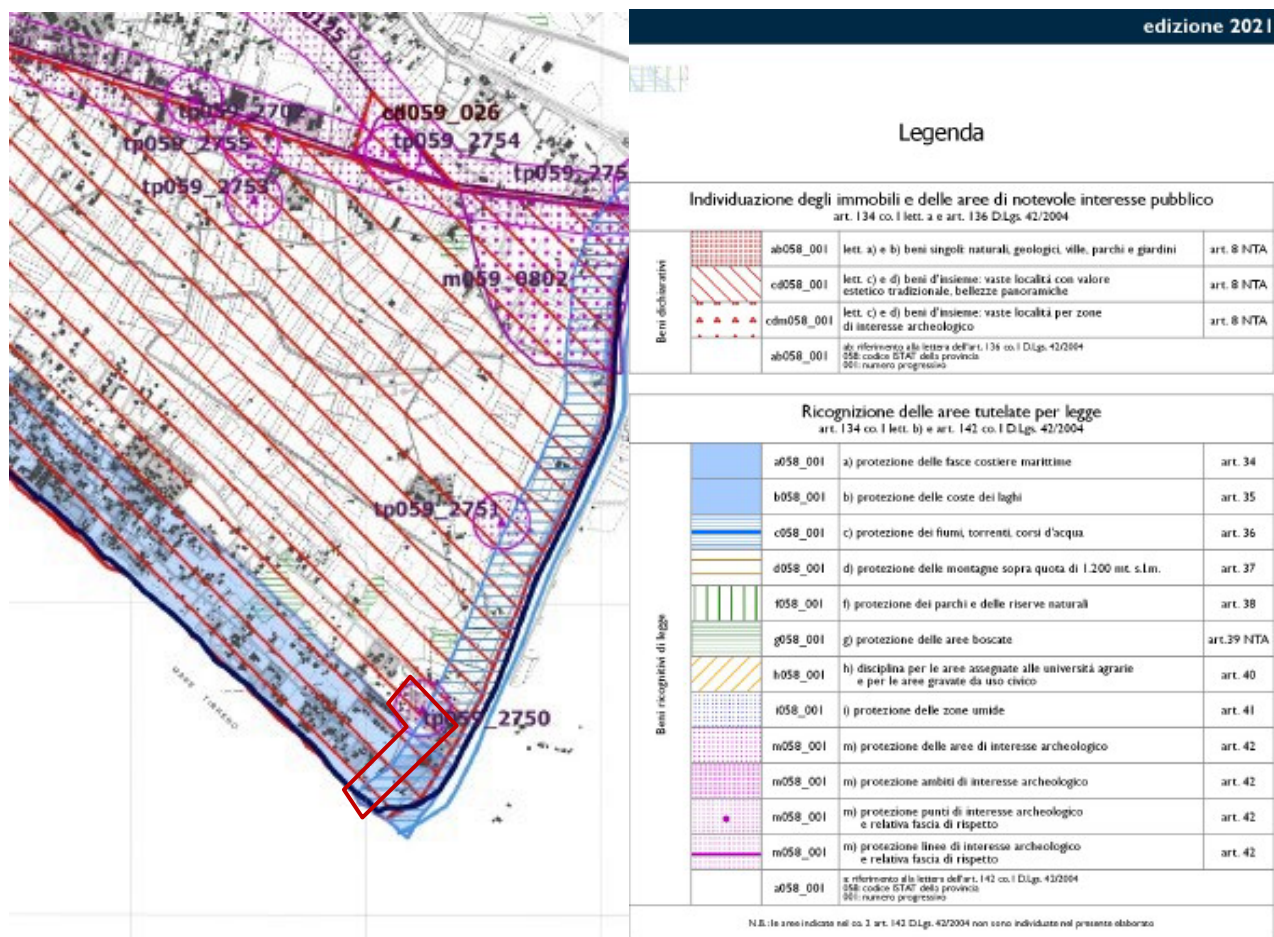 0125
tp059_2702
cd059_026
tp059_2755
tp059_2754
tp059_275
tp059_2753
m059_0802
tp059_2751
tp059_2750
MARE TIRRENO
edizione 2021
Legenda
Individuazione degli immobili e delle aree di notevole interesse pubblico
art. 134 co. 1 lett. a e art. 136 D.Lgs. 42/2004
Beni dichiarativi
ab058_001 lett. a) e b) beni singoli: naturali, geologici, ville, parchi e giardini art. 8 NTA
cd058_001 lett. c) e d) beni d'insieme: vaste località con valore
estetico tradizionale, bellezze panoramiche art. 8 NTA
cdm058_001 lett. c) e d) beni d'insieme: vaste località per zone
di interesse archeologico art. 8 NTA
ab058_001 ab: riferimento alla lettera dell'art. 136 co. 1 D.Lgs. 42/2004
058: codice ISTAT della provincia
001: numero progressivo
Ricognizione delle aree tutelate per legge
art. 134 co. 1 lett. b) e art. 142 co. 1 D.Lgs. 42/2004
Beni ricognitivi di legge
a058_001 a) protezione delle fasce costiere marittime art. 34
b058_001 b) protezione delle coste dei laghi art. 35
c058_001 c) protezione dei fiumi, torrenti, corsi d'acqua art. 36
d058_001 d) protezione delle montagne sopra quota di 1.200 mt. s.l.m. art. 37
f058_001 f) protezione dei parchi e delle riserve naturali art. 38
g058_001 g) protezione delle aree boscate art.39 NTA
h058_001 h) disciplina per le aree assegnate alle università agrarie
e per le aree gravate da uso civico art. 40
i058_001 i) protezione delle zone umide art. 41
m058_001 m) protezione delle aree di interesse archeologico art. 42
m058_001 m) protezione ambiti di interesse archeologico art. 42
m058_001 m) protezione punti di interesse archeologico
e relativa fascia di rispetto art. 42
m058_001 m) protezione linee di interesse archeologico
e relativa fascia di rispetto art. 42
a058_001 a: riferimento alla lettera dell'art. 142 co. 1 D.Lgs. 42/2004
058: codice ISTAT della provincia
001: numero progressivo
N.B.: le aree indicate nel co. 2 art. 142 D.Lgs. 42/2004 non sono individuate nel presente elaborato